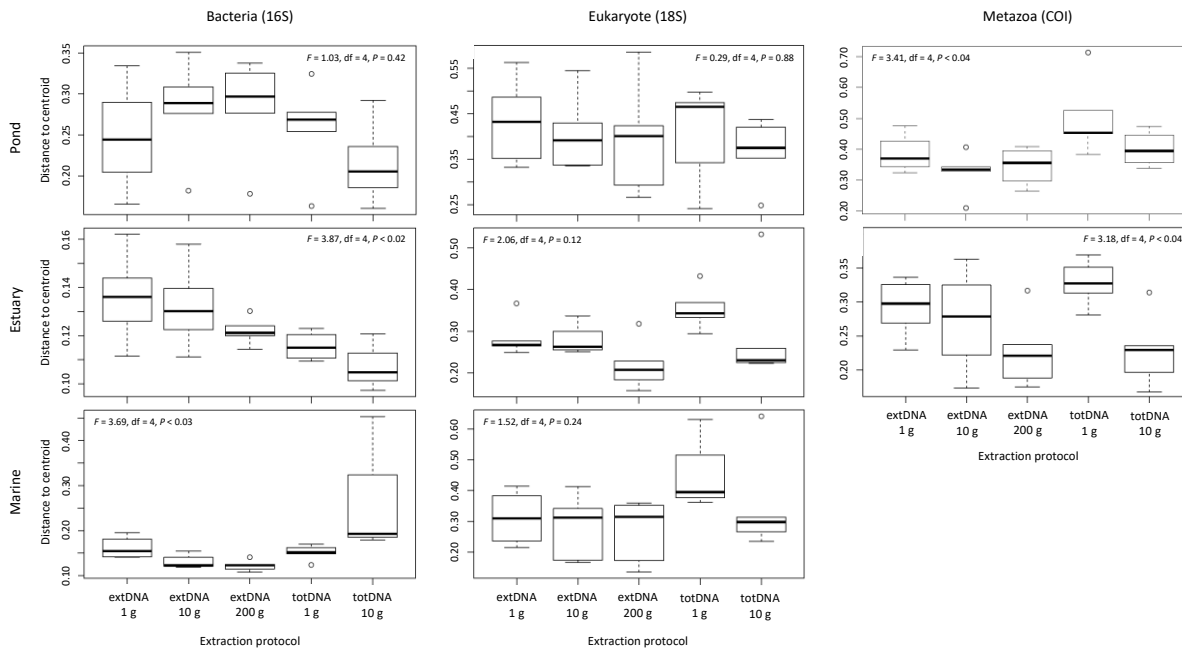 Bacteria (16S)
Eukaryote (18S)
Metazoa (COI)
Pond
Distance to centroid
0.35
0.30
0.25
0.20
F = 1.03, df = 4, P = 0.42
0.55
0.45
0.35
0.25
F = 0.29, df = 4, P = 0.88
0.70
0.60
0.50
0.40
0.30
0.20
F = 3.41, df = 4, P < 0.04
Estuary
Distance to centroid
0.16
0.14
0.12
0.10
F = 3.87, df = 4, P < 0.02
0.50
0.40
0.30
0.20
F = 2.06, df = 4, P = 0.12
0.35
0.30
0.25
0.20
F = 3.18, df = 4, P < 0.04
extDNA 1 g
extDNA 10 g
extDNA 200 g
totDNA 1 g
totDNA 10 g
Extraction protocol
Marine
Distance to centroid
0.40
0.30
0.20
0.10
F = 3.69, df = 4, P < 0.03
extDNA 1 g
extDNA 10 g
extDNA 200 g
totDNA 1 g
totDNA 10 g
Extraction protocol
0.60
0.50
0.40
0.30
0.20
F = 1.52, df = 4, P = 0.24
extDNA 1 g
extDNA 10 g
extDNA 200 g
totDNA 1 g
totDNA 10 g
Extraction protocol